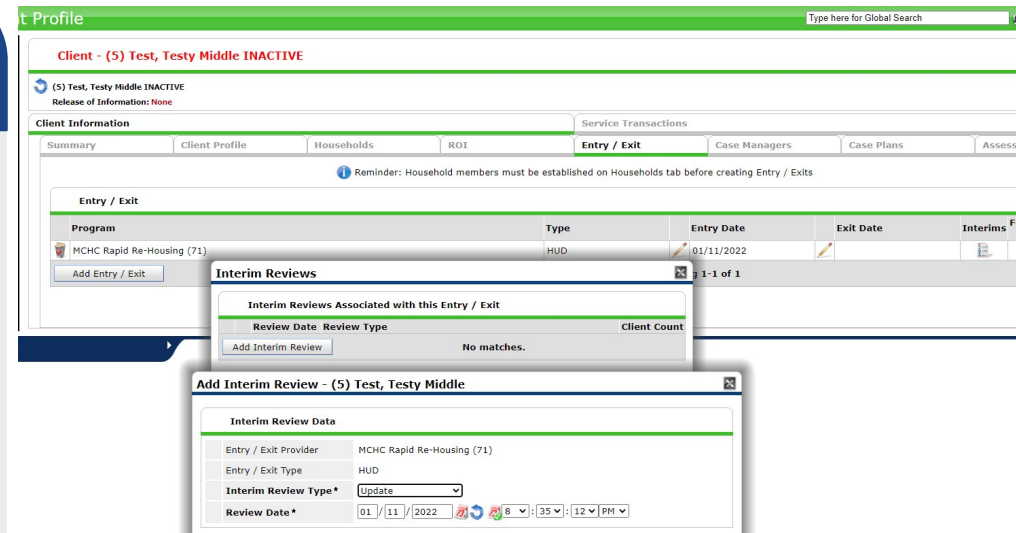 t Profile
Type here for Global Search
Client - (5) Test, Testy Middle INACTIVE
(5) Test, Testy Middle INACTIVE
Release of Information: None
Client Information Service Transactions
Summary Client Profile Households ROI Entry / Exit Case Managers Case Plans Assess
Reminder: Household members must be established on Households tab before creating Entry / Exits
Entry / Exit
Program Type Entry Date Exit Date Interims F
MCHC Rapid Re-Housing (71) HUD 01/11/2022
Add Entry / Exit g 1-1 of 1
Interim Reviews
Interim Reviews Associated with this Entry / Exit
Review Date Review Type Client Count
Add Interim Review No matches.
Add Interim Review - (5) Test, Testy Middle
Interim Review Data
Entry / Exit Provider MCHC Rapid Re-Housing (71)
Entry / Exit Type HUD
Interim Review Type* Update
Review Date* 01 / 11 / 2022 8 : 35 : 12 PM